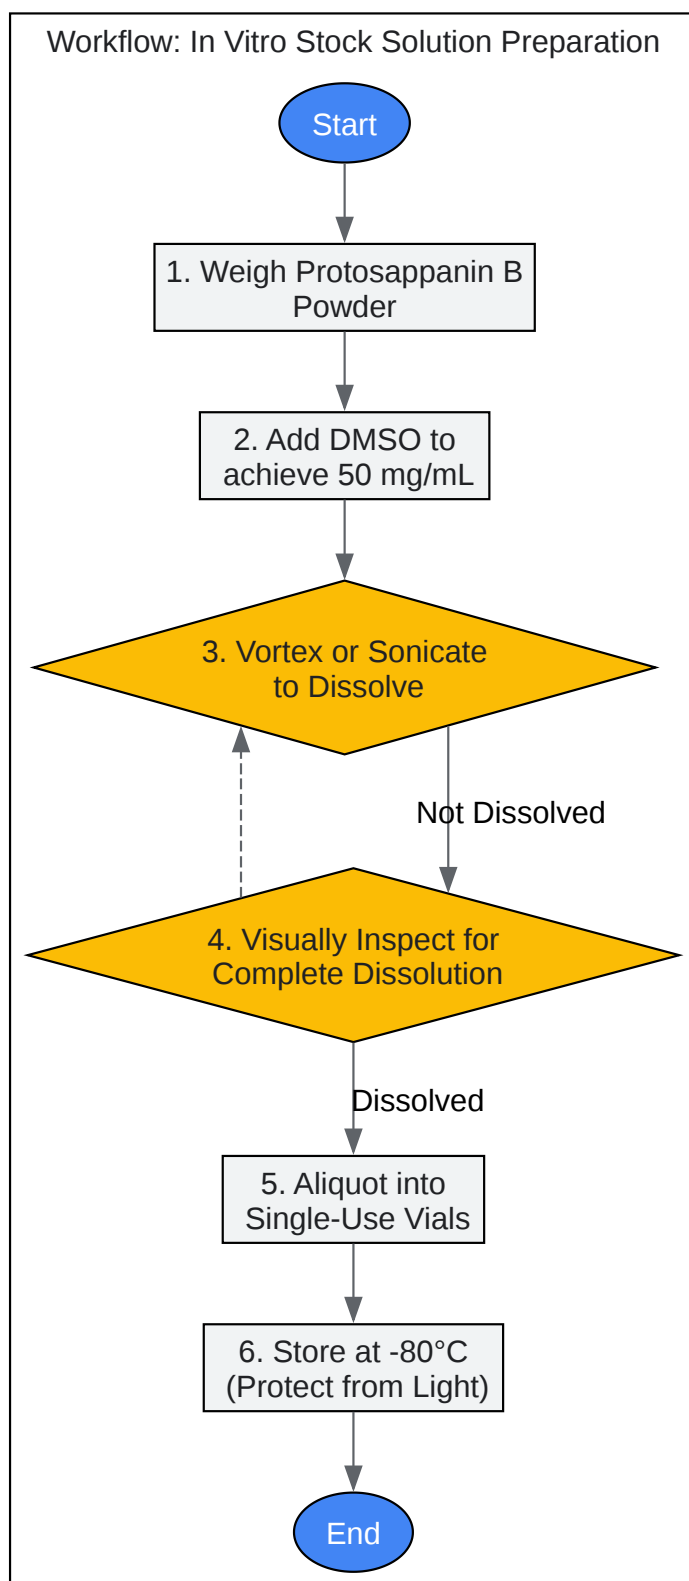 Workflow: In Vitro Stock Solution Preparation
Start
1. Weigh Protosappanin B
Powder
2. Add DMSO to
achieve 50 mg/mL
3. Vortex or Sonicate
to Dissolve
Not Dissolved
4. Visually Inspect for
Complete Dissolution
Dissolved
5. Aliquot into
Single-Use Vials
6. Store at -80°C
(Protect from Light)
End